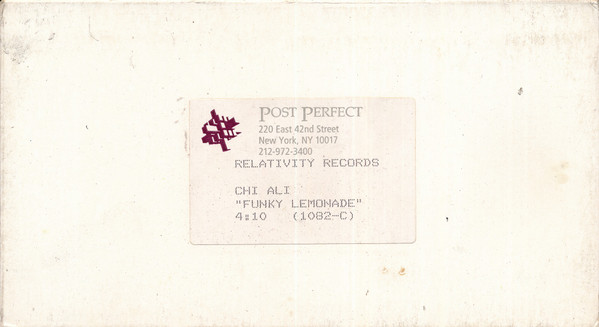 POST PERFECT
220 East 42nd Street
New York, NY 10017
212-972-3400
RELATIVITY RECORDS
CHI ALI
"FUNKY LEMONADE"
4:10 (1082-C)